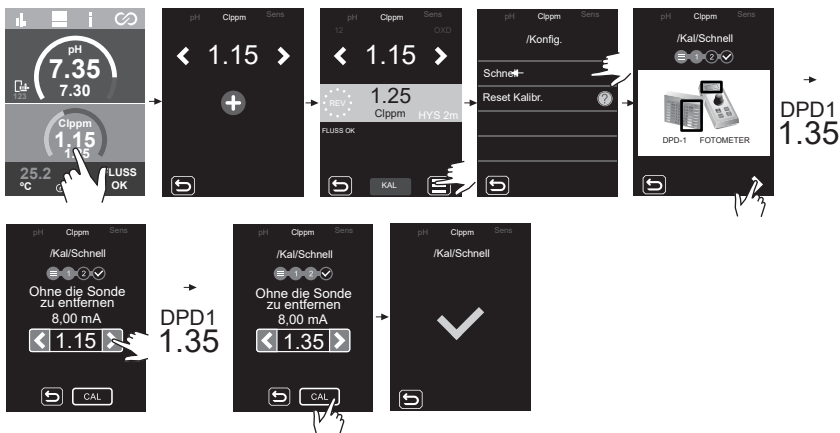 pH
7.35
7.30
123
Clppm
1.15
25.2
°C
FLUSS
OK
pH Clppm Sens
1.15
pH Clppm Sens
12 OXD
1.15
REV
1.25
Clppm
HYS 2m
FLUSS OK
KAL
pH Clppm Sens
/Konfig.
Schnell
Reset Kalibr. ?
pH Clppm Sens
/Kal/Schnell
1 2
DPD-1 FOTOMETER
DPD1
1.35
pH Clppm Sens
/Kal/Schnell
1 2
Ohne die Sonde
zu entfernen
8,00 mA
1.15
CAL
DPD1
1.35
pH Clppm Sens
/Kal/Schnell
1 2
Ohne die Sonde
zu entfernen
8,00 mA
1.35
CAL
pH Clppm Sens
/Kal/Schnell